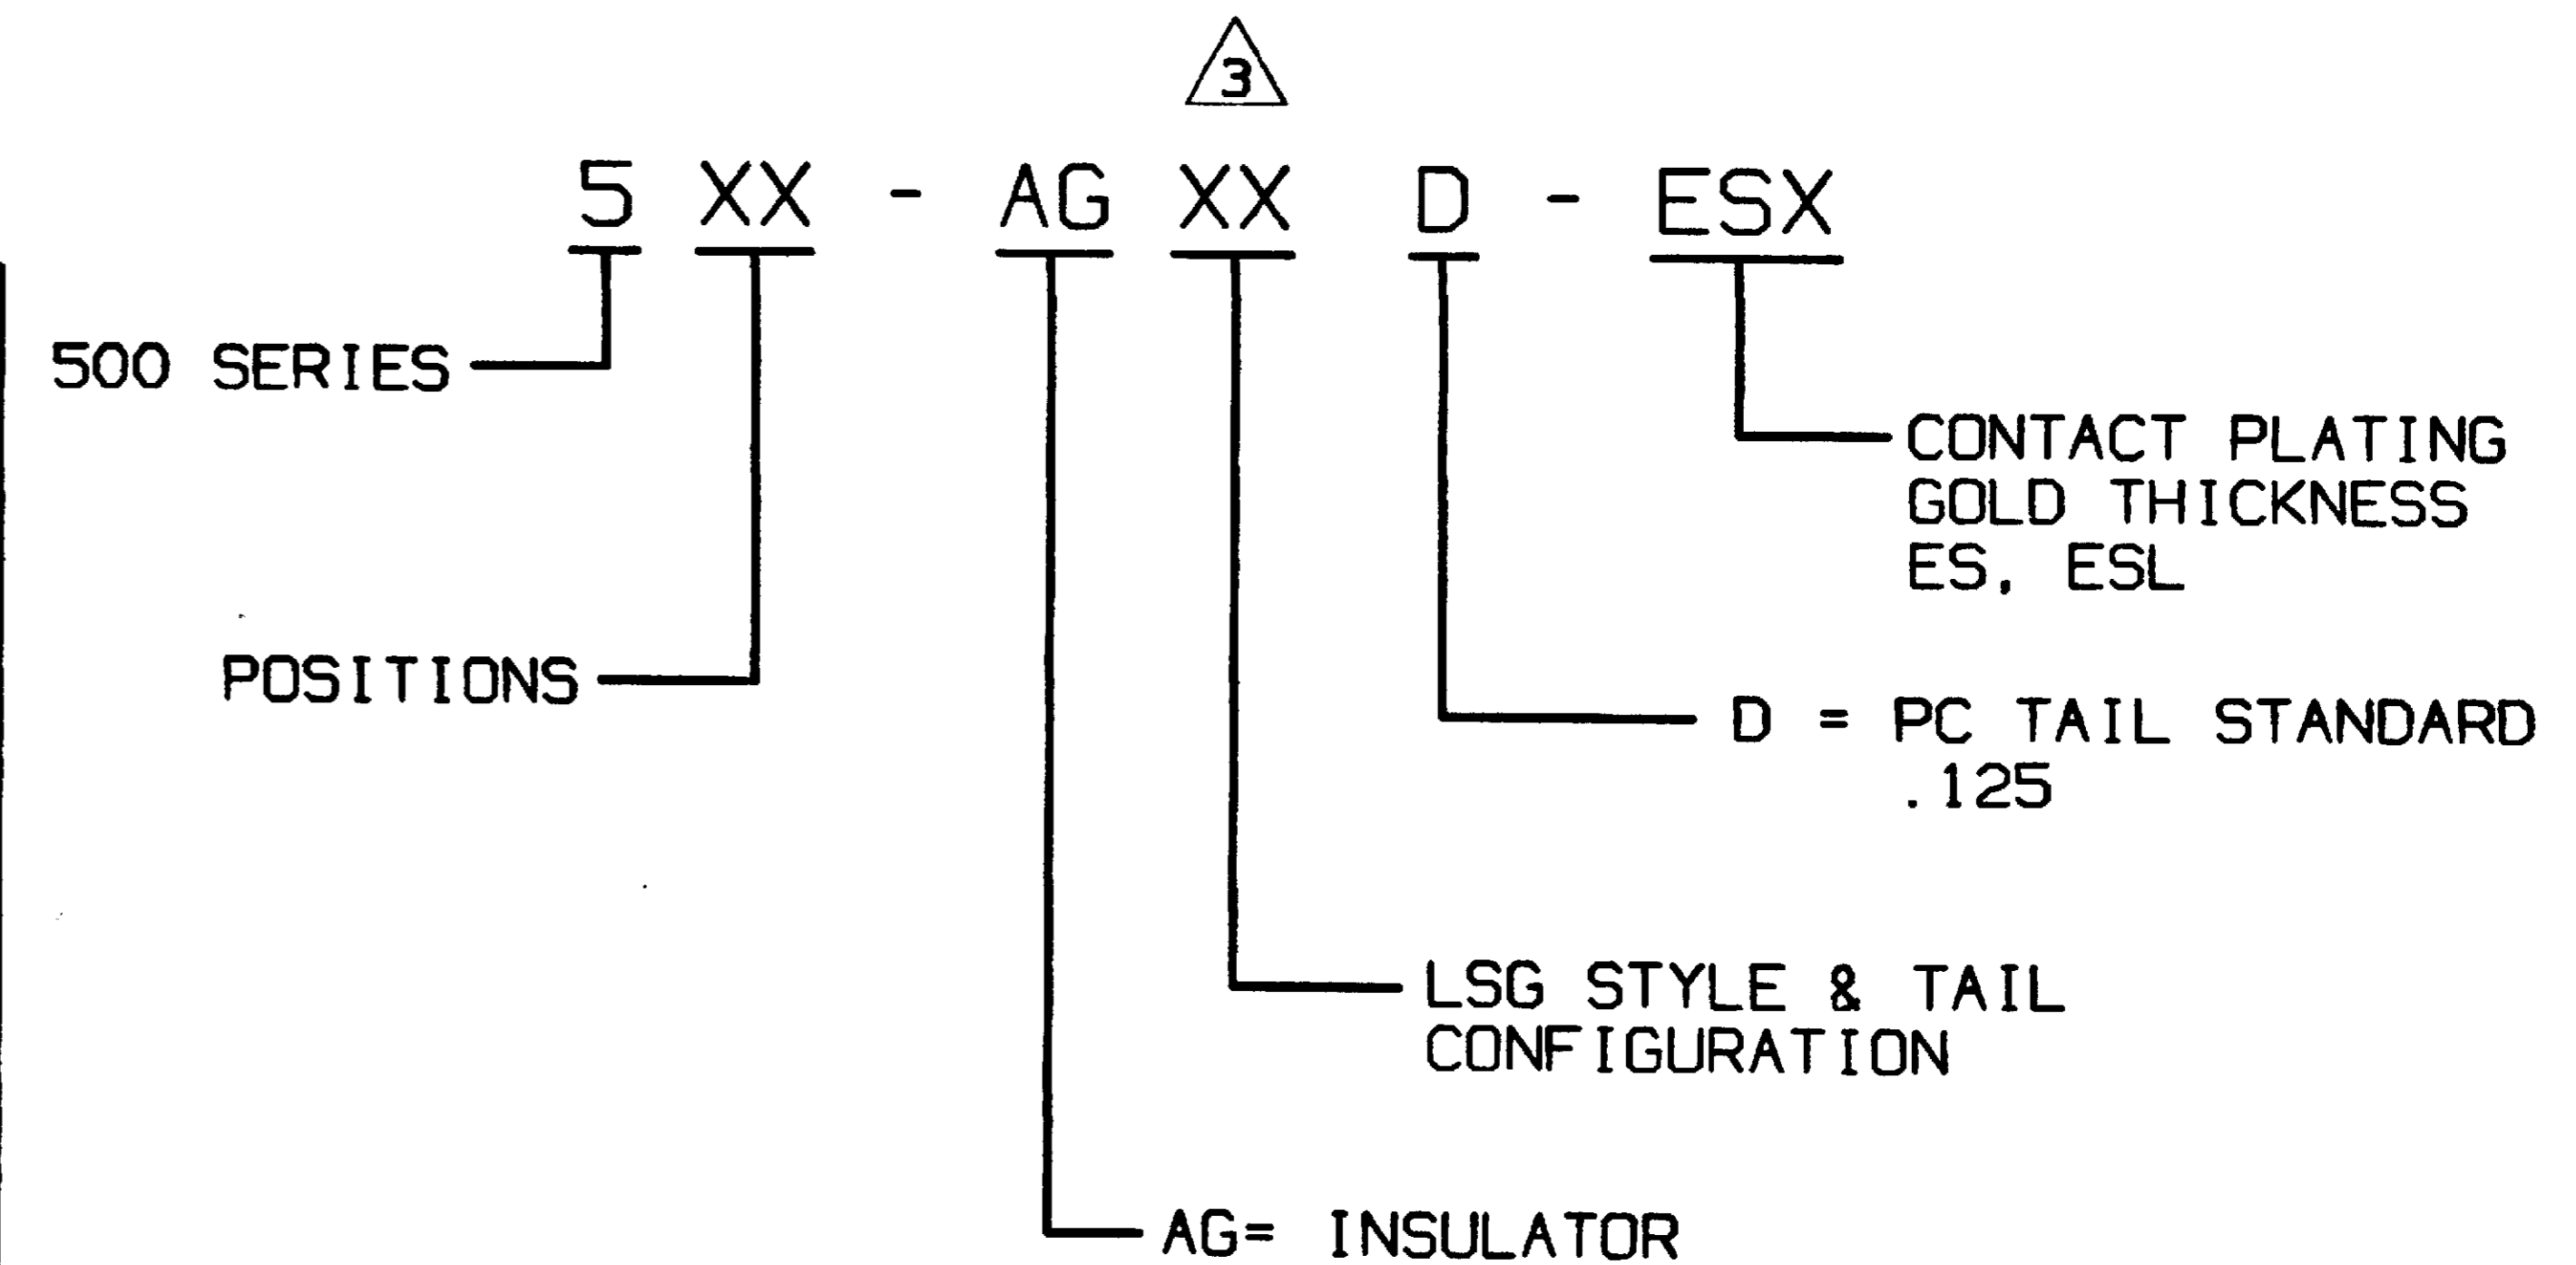 3
5 XX - AG XX D - ESX
500 SERIES
CONTACT PLATING
GOLD THICKNESS
ES, ESL
POSITIONS
D = PC TAIL STANDARD
.125
LSG STYLE & TAIL
CONFIGURATION
AG= INSULATOR